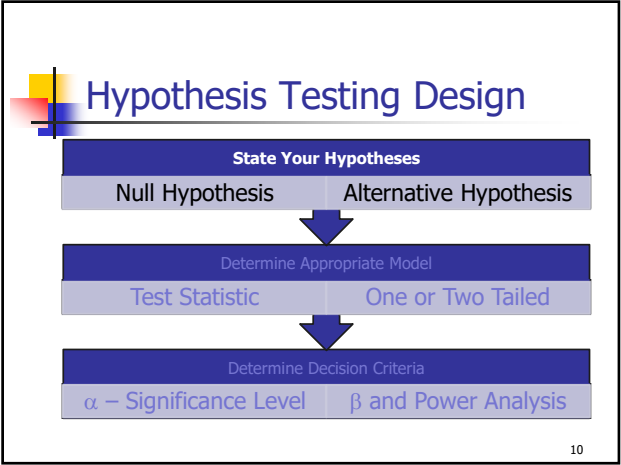 Hypothesis Testing Design
State Your Hypotheses
Null Hypothesis Alternative Hypothesis
Determine Appropriate Model
Test Statistic One or Two Tailed
Determine Decision Criteria
α – Significance Level β and Power Analysis
10